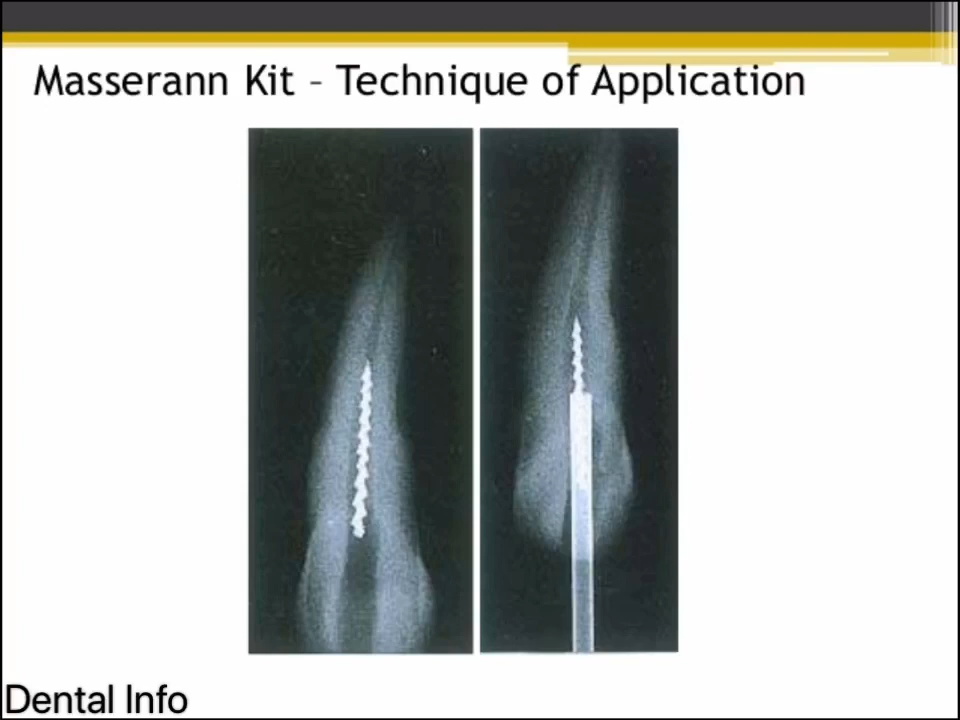 Masserann Kit – Technique of Application
Dental Info